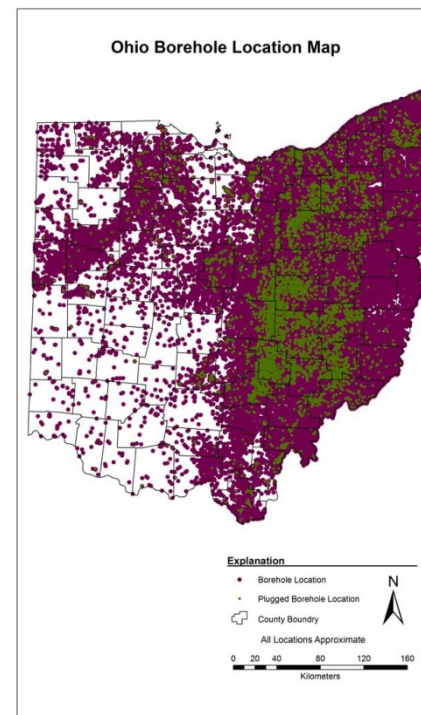 Ohio Borehole Location Map
Explanation
Borehole Location
Plugged Borehole Location
County Boundry
N
All Locations Approximate
0 20 40 80 120 160
Kilometers